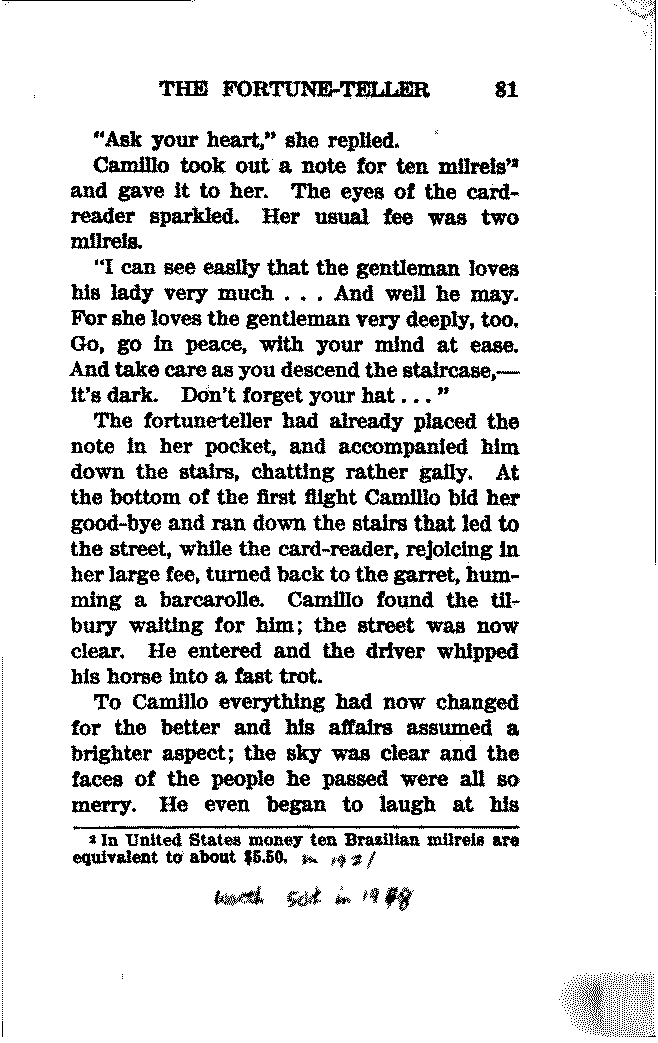 THE FORTUNE-TELLER 81
"Ask your heart," she replied.
Camillo took out a note for ten milreis'²
and gave it to her. The eyes of the card-
reader sparkled. Her usual fee was two
milreis.
"I can see easily that the gentleman loves
his lady very much . . . And well he may.
For she loves the gentleman very deeply, too.
Go, go in peace, with your mind at ease.
And take care as you descend the staircase,—
it's dark. Don't forget your hat . . . "
The fortune-teller had already placed the
note in her pocket, and accompanied him
down the stairs, chatting rather gaily. At
the bottom of the first flight Camillo bid her
good-bye and ran down the stairs that led to
the street, while the card-reader, rejoicing in
her large fee, turned back to the garret, hum-
ming a barcarolle. Camillo found the til-
bury waiting for him; the street was now
clear. He entered and the driver whipped
his horse into a fast trot.
To Camillo everything had now changed
for the better and his affairs assumed a
brighter aspect; the sky was clear and the
faces of the people he passed were all so
merry. He even began to laugh at his
² In United States money ten Brazilian milreis are
equivalent to about $5.50. in 1921
worth in 19